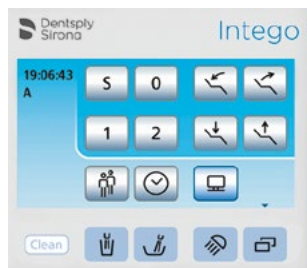 Dentsply
Sirona
Intego
19:06:43
A
S 0
1 2
Clean